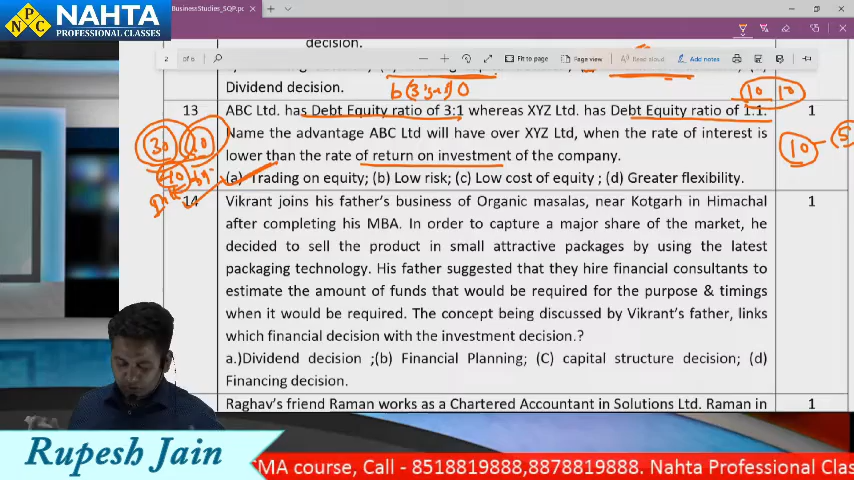 NPC NAHTA
PROFESSIONAL CLASSES
BusinessStudies_SQP.pc
2 of 6
Fit to page Page view Read aloud Add notes
decision.
Dividend decision.
10 10
13 ABC Ltd. has Debt Equity ratio of 3:1 whereas XYZ Ltd. has Debt Equity ratio of 1:1. 1
Name the advantage ABC Ltd will have over XYZ Ltd, when the rate of interest is
lower than the rate of return on investment of the company.
30 10
10 - 5
(a) Trading on equity; (b) Low risk; (c) Low cost of equity ; (d) Greater flexibility.
14 Vikrant joins his father's business of Organic masalas, near Kotgarh in Himachal 1
after completing his MBA. In order to capture a major share of the market, he
decided to sell the product in small attractive packages by using the latest
packaging technology. His father suggested that they hire financial consultants to
estimate the amount of funds that would be required for the purpose & timings
when it would be required. The concept being discussed by Vikrant's father, links
which financial decision with the investment decision.?
a.)Dividend decision ;(b) Financial Planning; (C) capital structure decision; (d)
Financing decision.
Raghav's friend Raman works as a Chartered Accountant in Solutions Ltd. Raman in 1
Rupesh Jain
CMA course, Call - 8518819888,8878819888. Nahta Professional Class